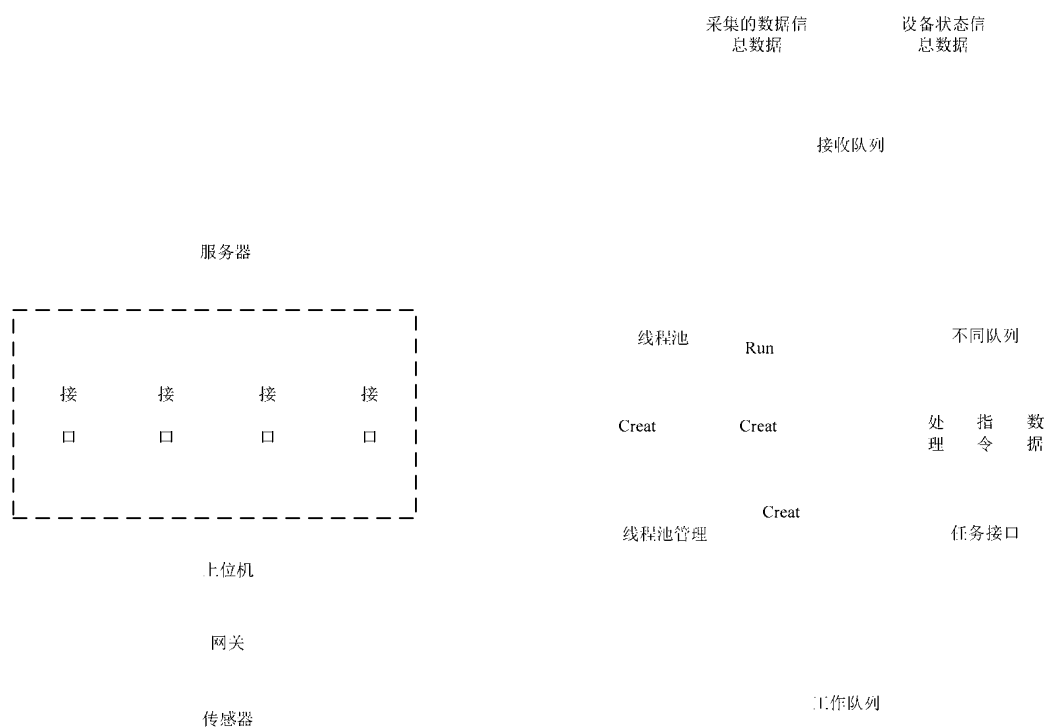 采集的数据信
息数据
设备状态信
息数据
接收队列
服务器
线程池
Run
不同队列
接 接 接 接
口 口 口 口
Creat
Creat
处 指 数
理 令 据
Creat
线程池管理
任务接口
上位机
网关
工作队列
传感器